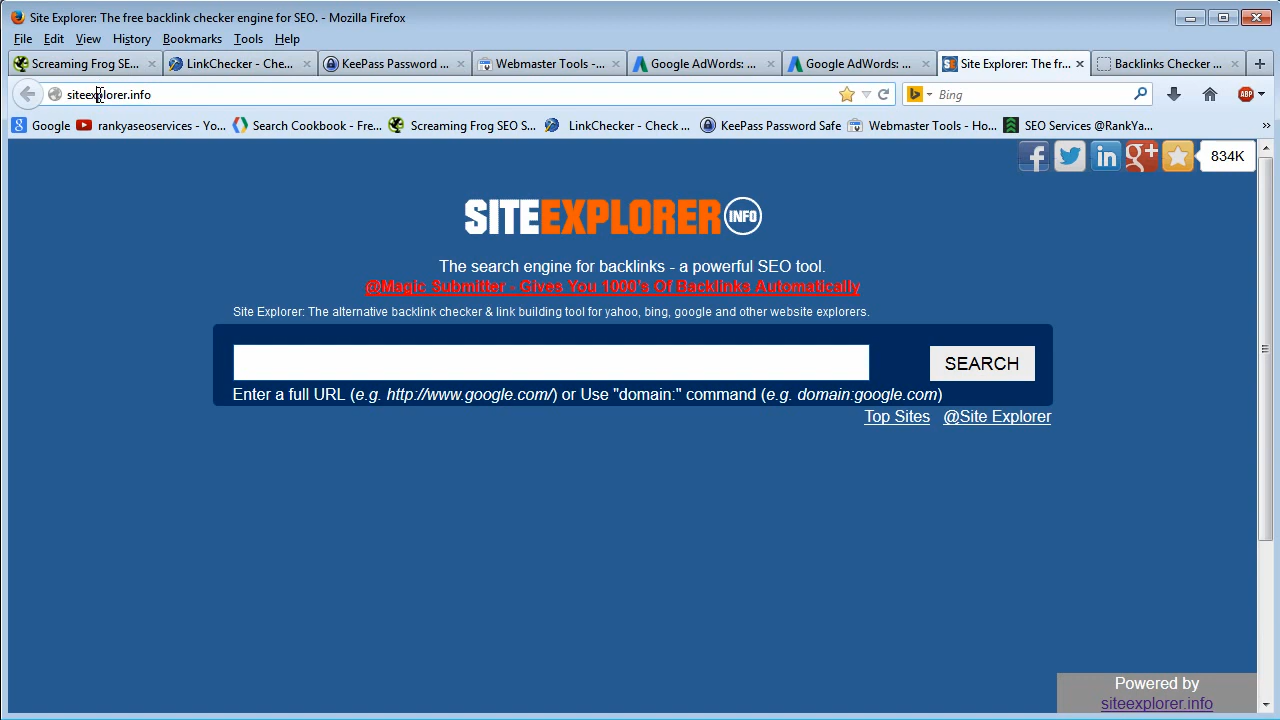 Site Explorer: The free backlink checker engine for SEO. - Mozilla Firefox
File Edit View History Bookmarks Tools Help
Screaming Frog SE... LinkChecker - Che... KeePass Password ... Webmaster Tools -... Google AdWords: ... Google AdWords: ... Site Explorer: The fr... Backlinks Checker ...
siteexplorer.info Bing ABP
Google rankyaseoservices - Yo... Search Cookbook - Fre... Screaming Frog SEO S... LinkChecker - Check ... KeePass Password Safe Webmaster Tools - Ho... SEO Services @RankYa...
834K
SITEEXPLORER INFO
The search engine for backlinks - a powerful SEO tool.
@Magic Submitter - Gives You 1000's Of Backlinks Automatically
Site Explorer: The alternative backlink checker & link building tool for yahoo, bing, google and other website explorers.
SEARCH
Enter a full URL (e.g. http://www.google.com/) or Use "domain:" command (e.g. domain:google.com)
Top Sites @Site Explorer
Powered by
siteexplorer.info